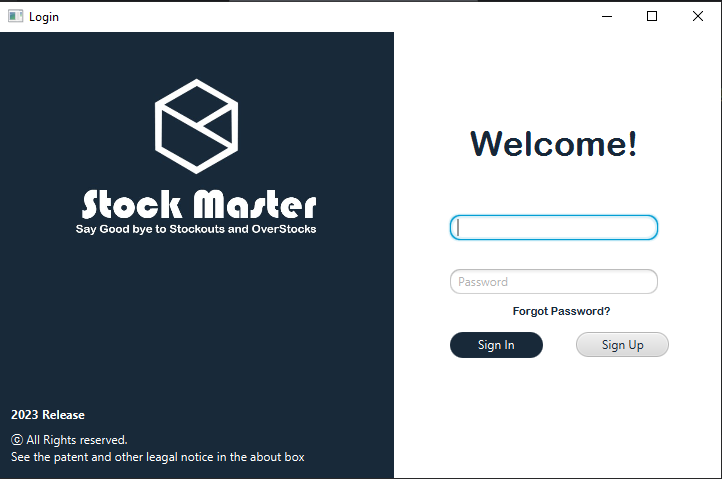 Login
Stock Master
Say Good bye to Stockouts and OverStocks
2023 Release
ⓒ All Rights reserved.
See the patent and other leagal notice in the about box
Welcome!
Password
Forgot Password?
Sign In
Sign Up